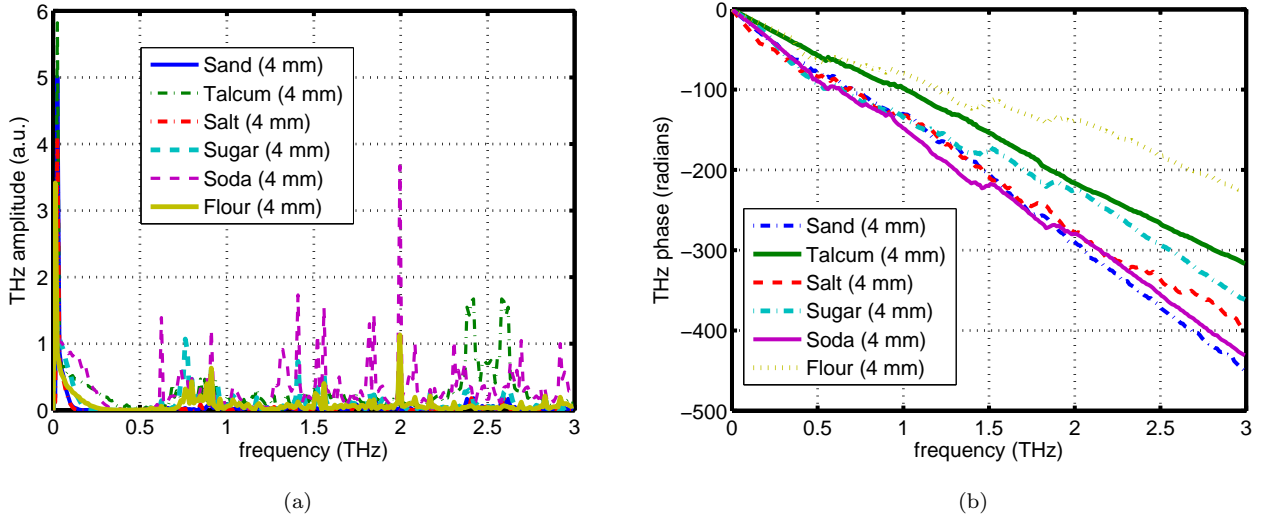 6
5
4
3
2
1
0
0
0.5
1
1.5
2
2.5
3
THz amplitude (a.u.)
frequency (THz)
Sand (4 mm)
Talcum (4 mm)
Salt (4 mm)
Sugar (4 mm)
Soda (4 mm)
Flour (4 mm)
(a)
0
−100
−200
−300
−400
−500
0
0.5
1
1.5
2
2.5
3
THz phase (radians)
frequency (THz)
Sand (4 mm)
Talcum (4 mm)
Salt (4 mm)
Sugar (4 mm)
Soda (4 mm)
Flour (4 mm)
(b)